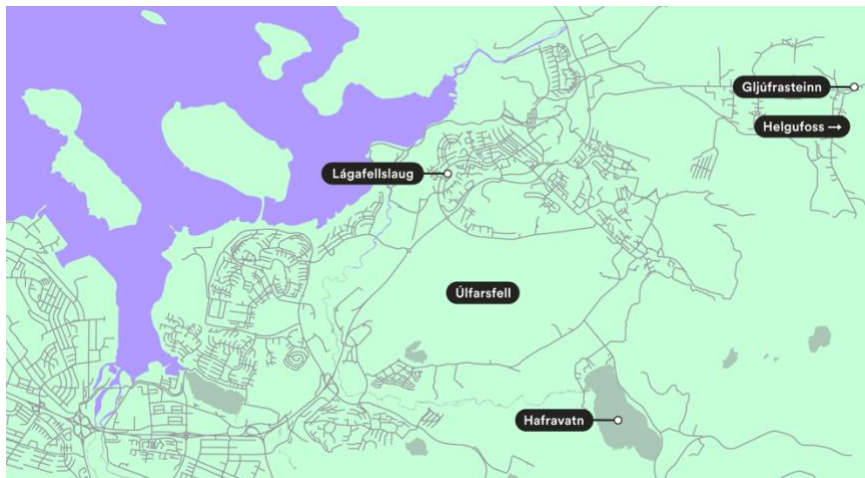 Gljúfrasteinn
Helgufoss →
Lágafellslaug
Úlfarsfell
Hafravatn